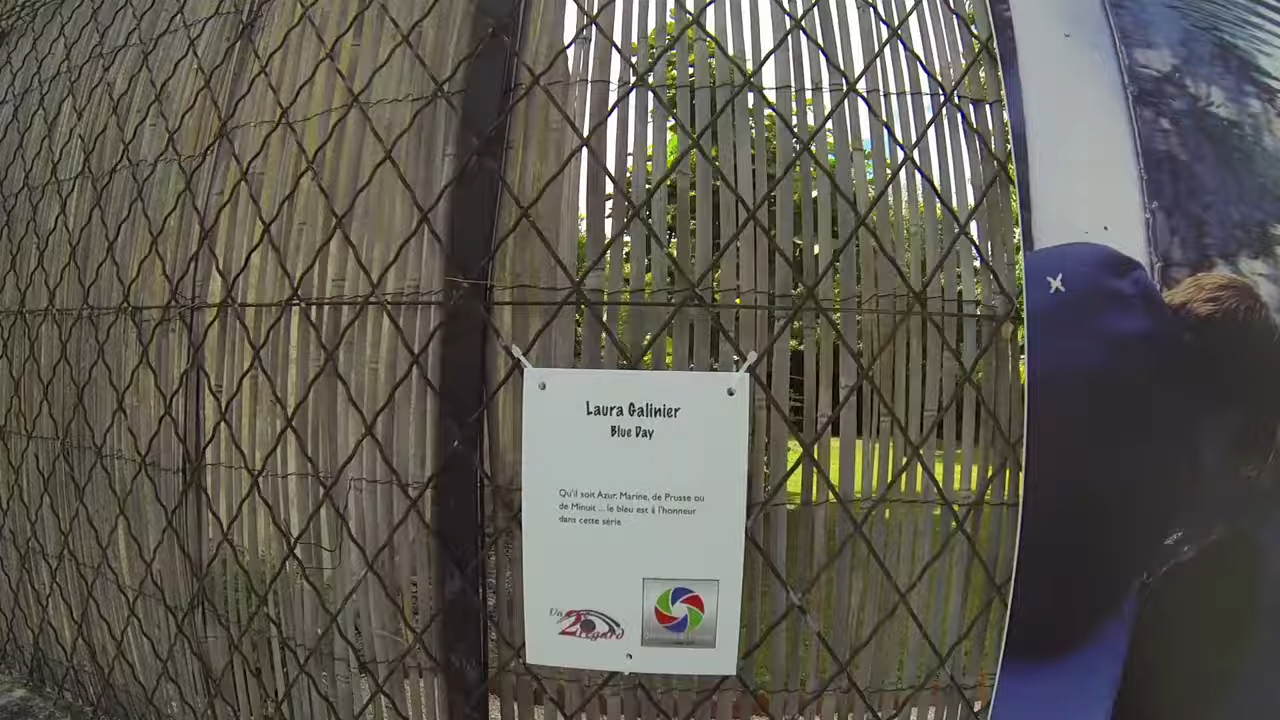 Laura Galinier
Blue Day
Qu'il soit Azur, Marine, de Prusse ou
de Minuit ... le bleu est à l'honneur
dans cette série
Un
2e regard